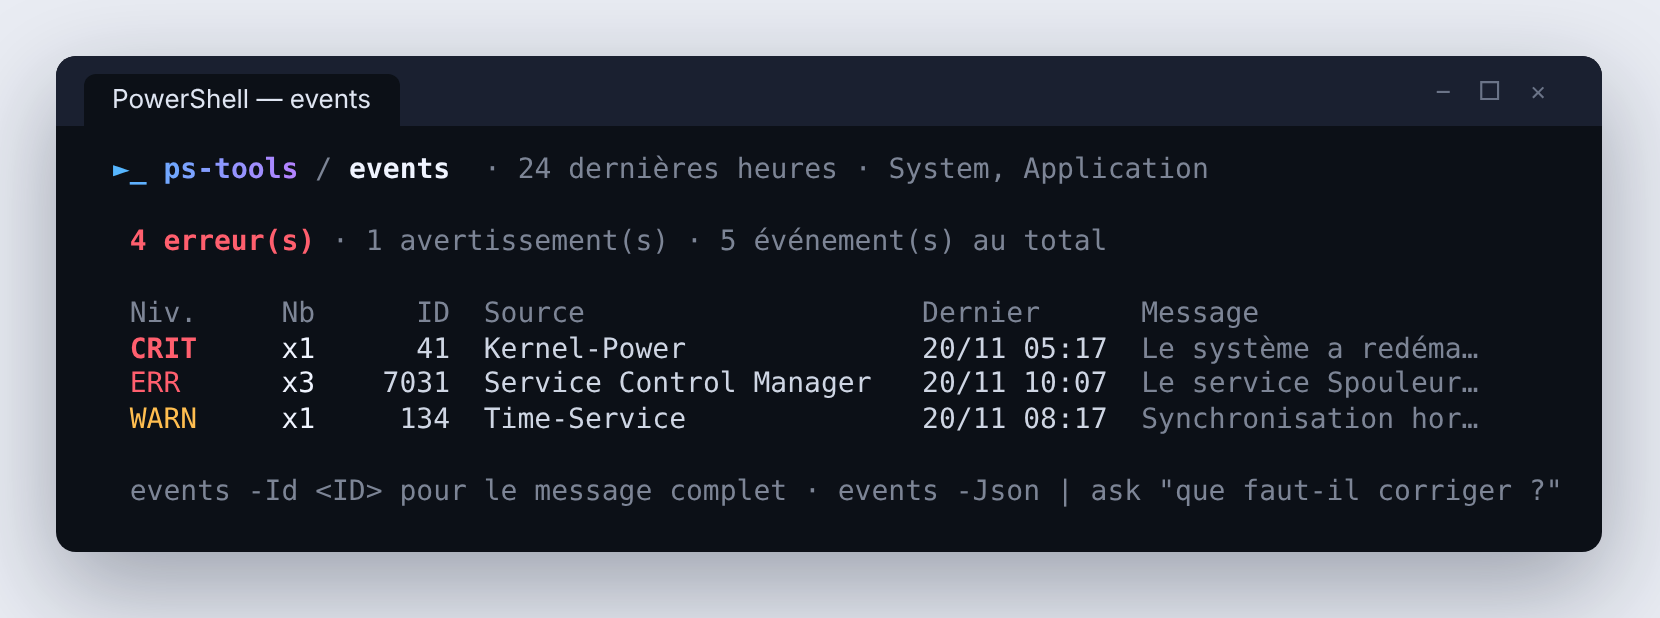 PowerShell — events
►_ ps-tools / events · 24 dernières heures · System, Application
4 erreur(s) · 1 avertissement(s) · 5 événement(s) au total
Niv. Nb ID Source Dernier Message
CRIT x1 41 Kernel-Power 20/11 05:17 Le système a redéma…
ERR x3 7031 Service Control Manager 20/11 10:07 Le service Spouleur…
WARN x1 134 Time-Service 20/11 08:17 Synchronisation hor…
events -Id <ID> pour le message complet · events -Json | ask "que faut-il corriger ?"